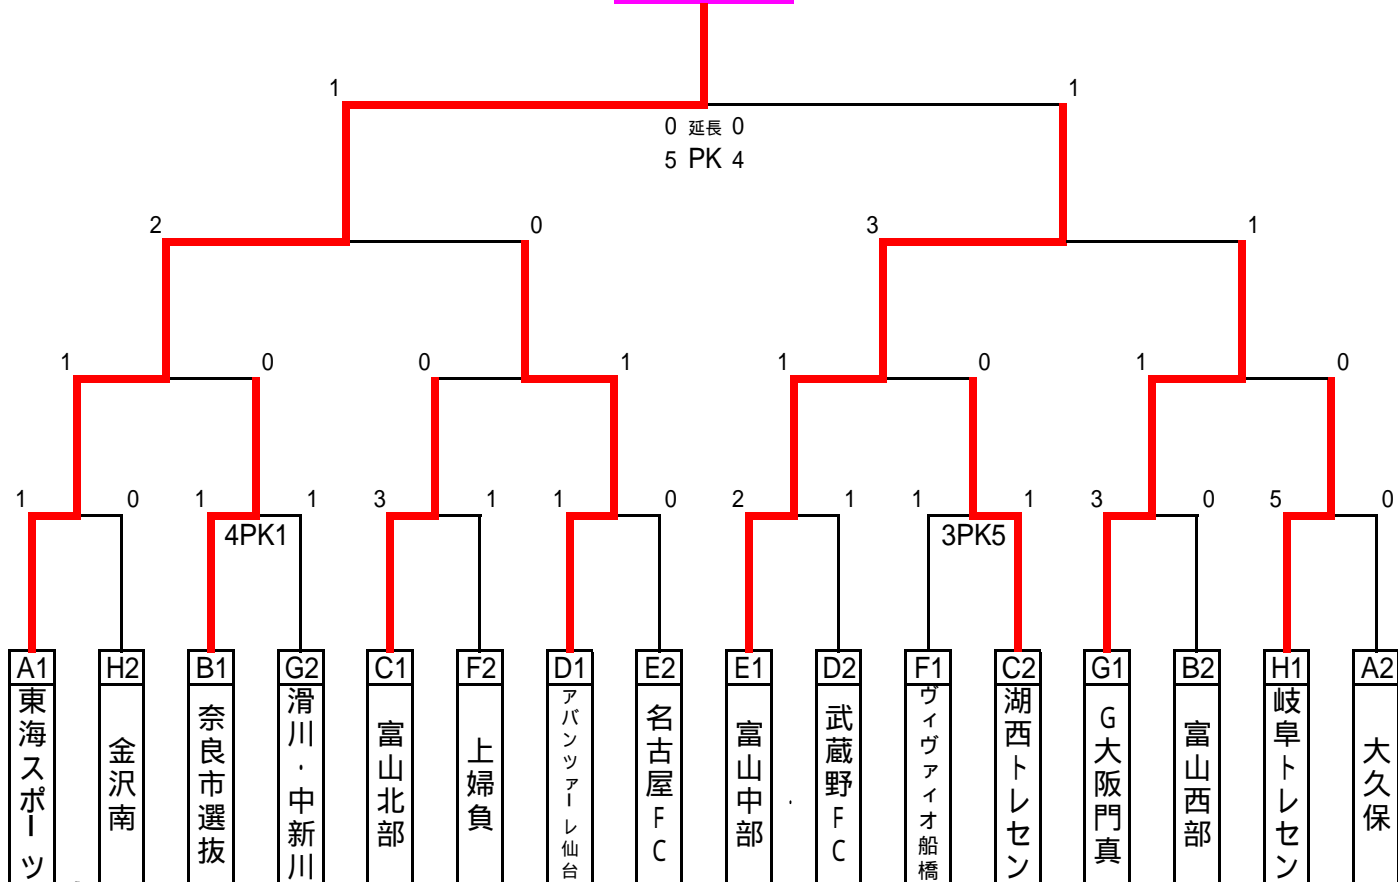 1 1
0 延長 0
5 PK 4
2 0 3 1
1 0 0 1 1 0 1 0
1 0 1 1 3 1 1 0 2 1 1 1 3 0 5 0
4PK1 3PK5
A1 H2 B1 G2 C1 F2 D1 E2 E1 D2 F1 C2 G1 B2 H1 A2
東海スポーツ
金沢南
奈良市選抜
滑川・中新川
富山北部
上婦負
アバンツァーレ仙台
名古屋FC
富山中部
武蔵野FC
ヴィヴァイオ船橋
湖西トレセン
G大阪門真
富山西部
岐阜トレセン
大久保